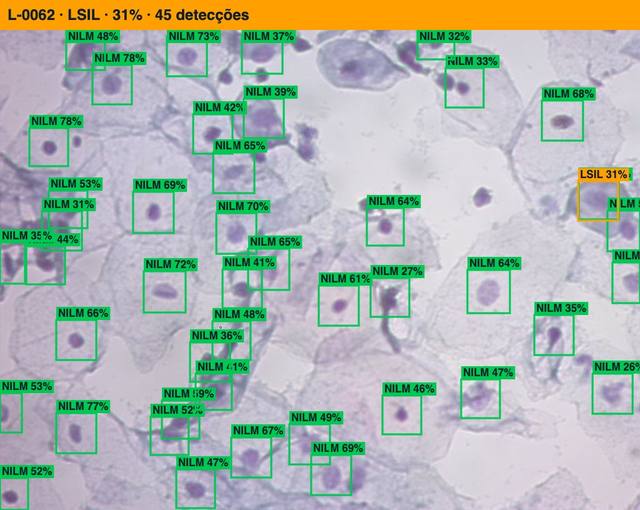 L-0062 · LSIL · 31% · 45 detecções
NILM 48%
NILM 73%
NILM 37%
NILM 32%
NILM 78%
NILM 33%
NILM 39%
NILM 68%
NILM 42%
NILM 78%
NILM 65%
LSIL 31%
NILM 53%
NILM 69%
NILM 31%
NILM 64%
NILM 70%
NILM 35%
44%
NILM 65%
NILM 72%
NILM 41%
NILM 61%
NILM 27%
NILM 64%
NILM 66%
NILM 48%
NILM 35%
NILM 36%
NILM 41%
NILM 47%
NILM 26%
NILM 53%
NILM 59%
NILM 46%
NILM 77%
NILM 52%
NILM 49%
NILM 67%
NILM 69%
NILM 52%
NILM 47%